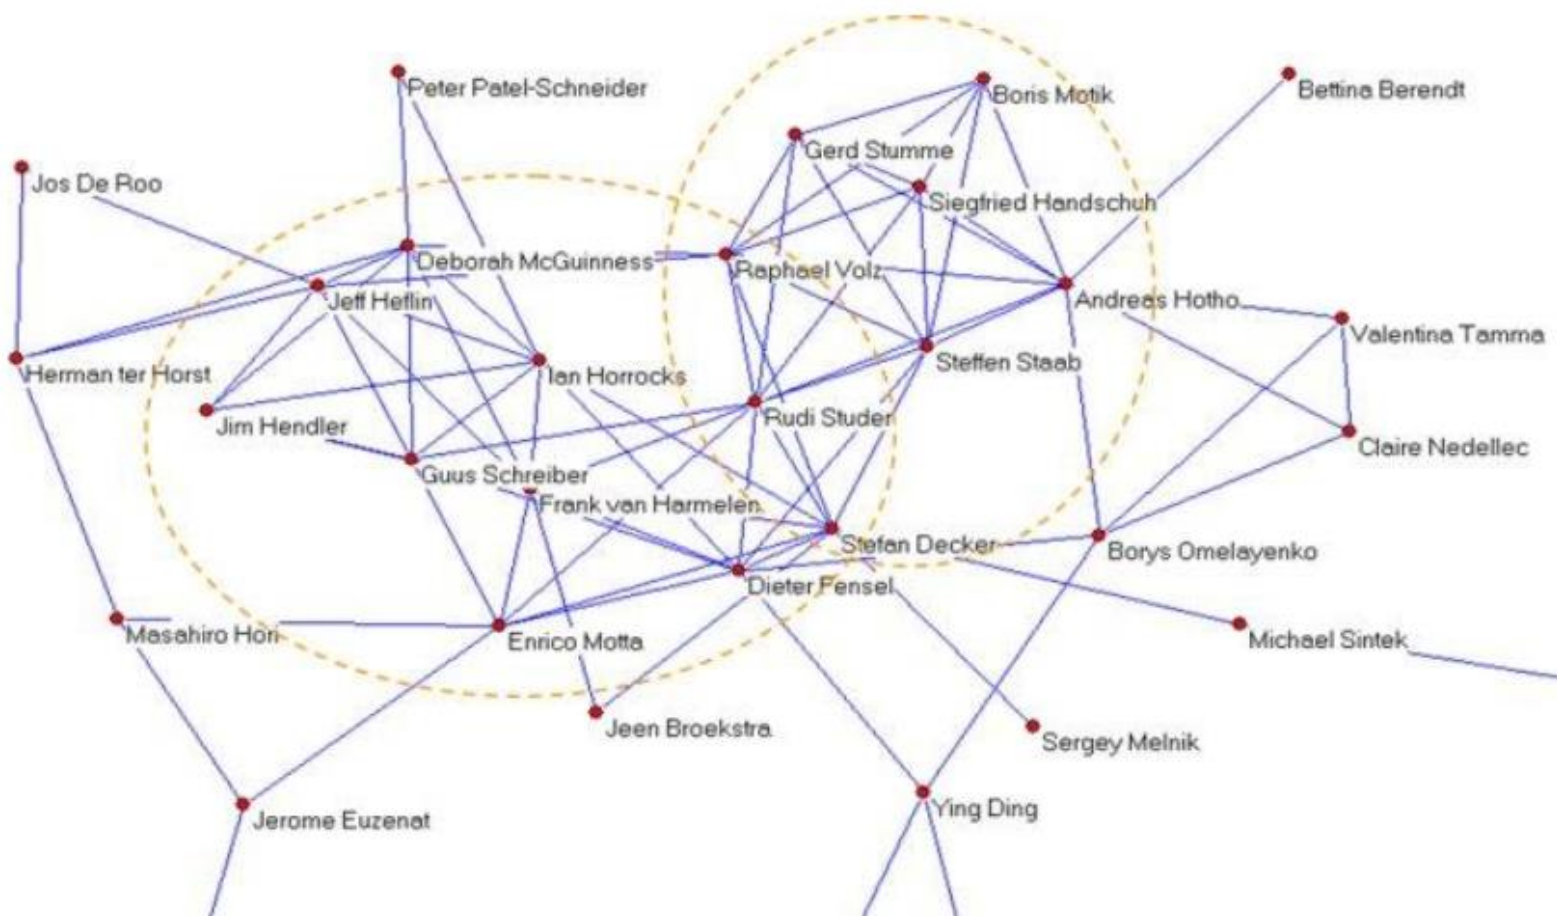 Peter Patel-Schneider
Boris Motik
Bettina Berendt
Gerd Stumme
Jos De Roo
Siegfried Handschuh
Deborah McGuinness
Raphael Volz
Jeff Heflin
Andreas Hotho
Valentina Tamma
Herman ter Horst
Ian Horrocks
Steffen Staab
Jim Hendler
Rudi Studer
Claire Nedellec
Guus Schreiber
Frank van Harmelen
Stefan Decker
Borys Omelayenko
Dieter Fensel
Masahiro Hori
Enrico Motta
Michael Sintek
Jeen Broekstra
Sergey Melnik
Jerome Euzenat
Ying Ding